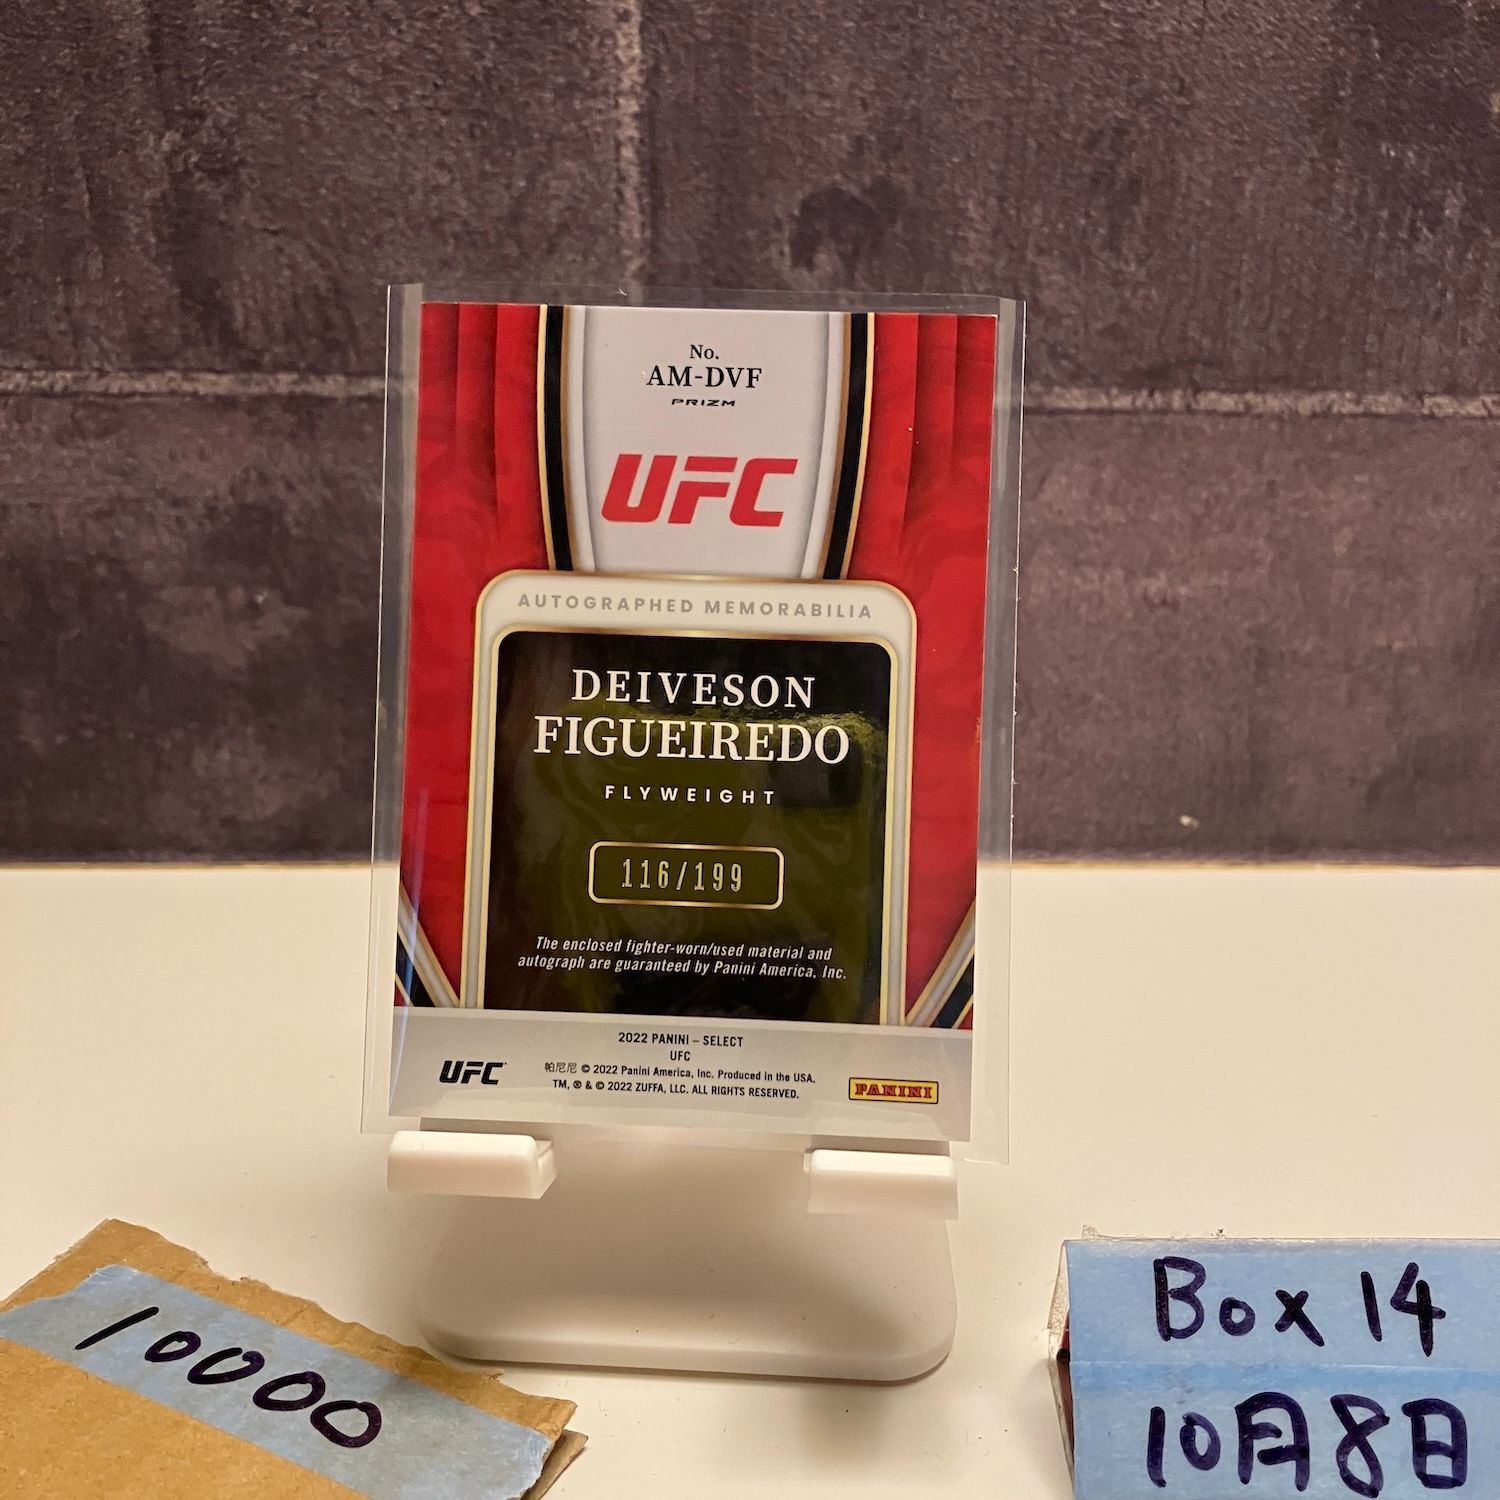 No.
AM-DVF
PRIZM
UFC
AUTOGRAPHED MEMORABILIA
DEIVESON
FIGUEIREDO
FLYWEIGHT
116/199
The enclosed fighter-worn/used material and
autograph are guaranteed by Panini America, Inc.
2022 PANINI – SELECT
UFC
UFC
帕尼尼 © 2022 Panini America, Inc. Produced in the USA.
TM, ® & © 2022 ZUFFA, LLC. ALL RIGHTS RESERVED.
PANINI
10000
Box 14
10月8日